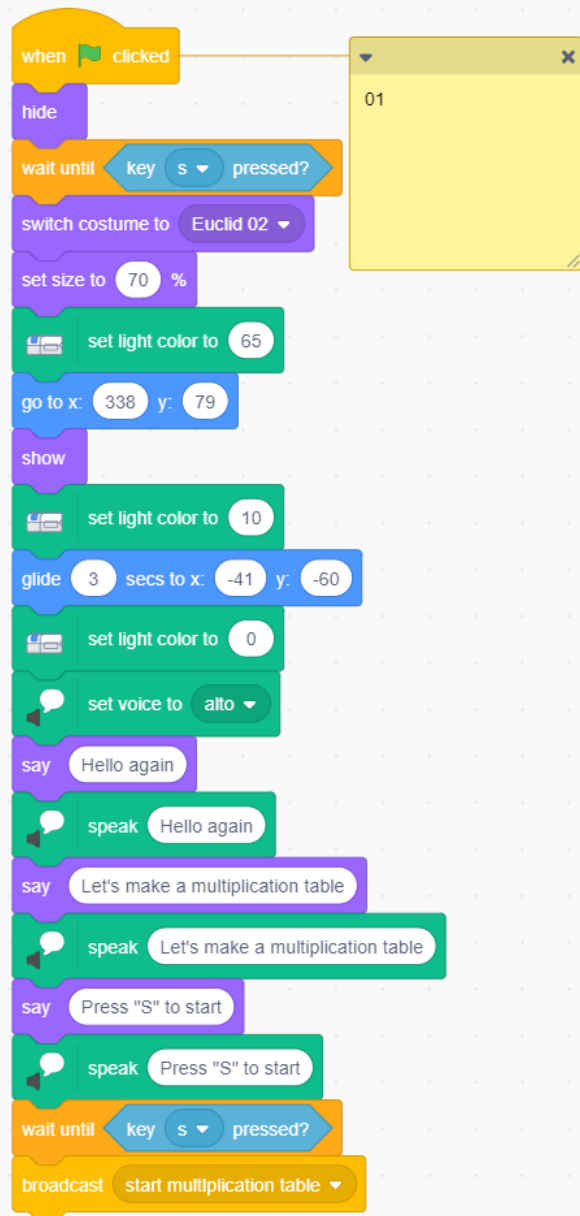 when clicked
01
hide
wait until key s pressed?
switch costume to Euclid 02
set size to 70 %
set light color to 65
go to x: 338 y: 79
show
set light color to 10
glide 3 secs to x: -41 y: -60
set light color to 0
set voice to alto
say Hello again
speak Hello again
say Let's make a multiplication table
speak Let's make a multiplication table
say Press "S" to start
speak Press "S" to start
wait until key s pressed?
broadcast start multiplication table